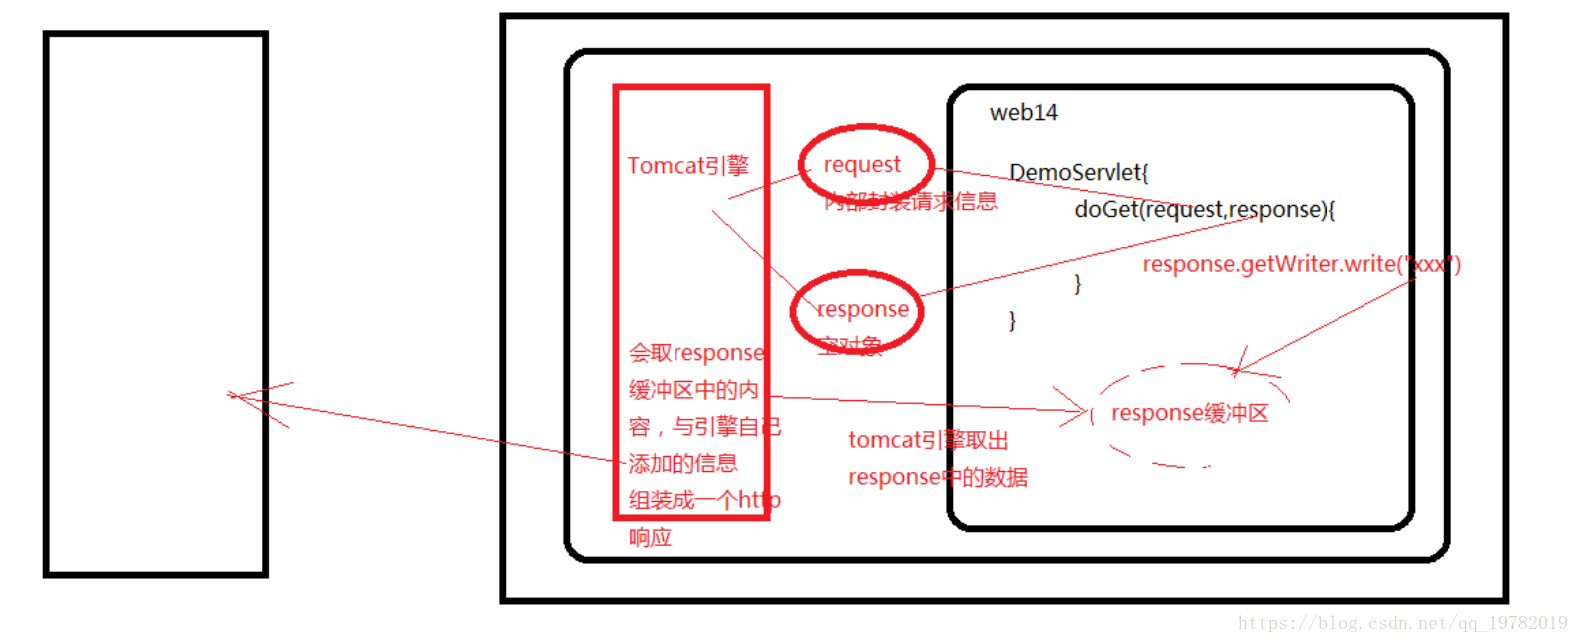 web14
Tomcat引擎
request
内部封装请求信息
DemoServlet{
doGet(request,response){
response.getWriter.write("xxx")
}
}
response
空对象
会取response
缓冲区中的内
容，与引擎自己
添加的信息
组装成一个http
响应
response缓冲区
tomcat引擎取出
response中的数据
https://blog.csdn.net/qq_19782019